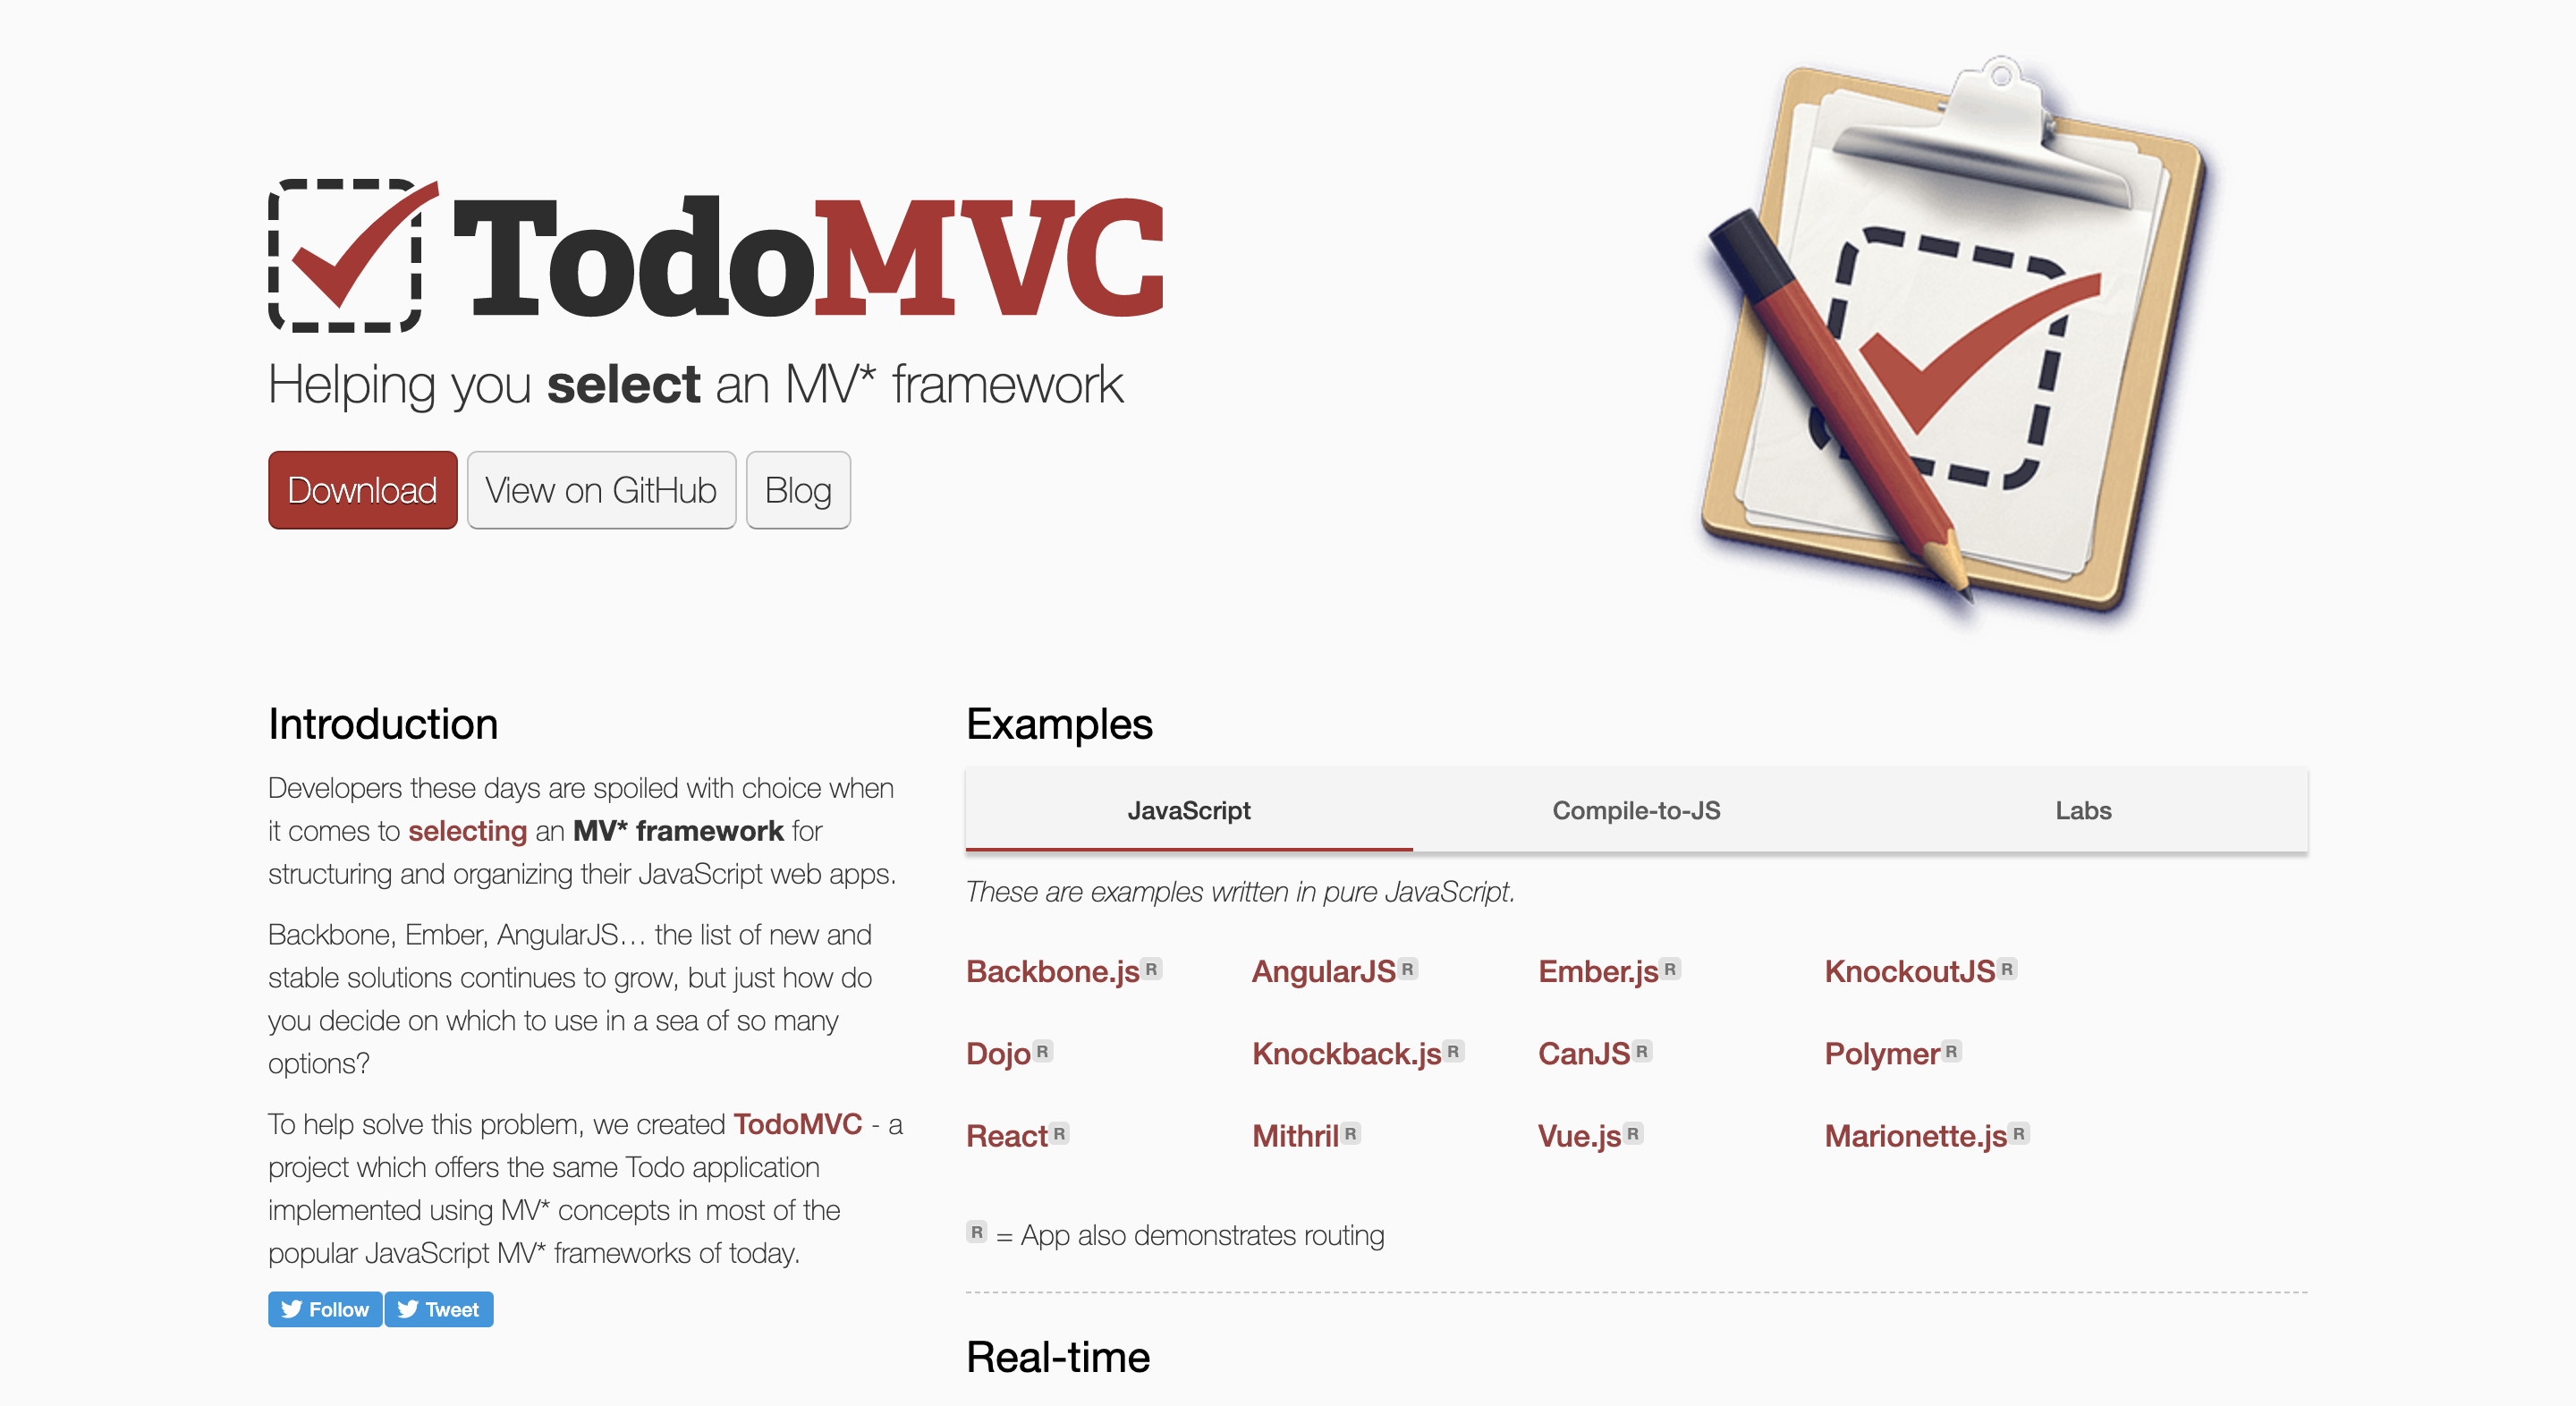 TodoMVC
Helping you select an MV* framework
Download
View on GitHub
Blog
Introduction
Developers these days are spoiled with choice when
it comes to selecting an MV* framework for
structuring and organizing their JavaScript web apps.
Backbone, Ember, AngularJS… the list of new and
stable solutions continues to grow, but just how do
you decide on which to use in a sea of so many
options?
To help solve this problem, we created TodoMVC - a
project which offers the same Todo application
implemented using MV* concepts in most of the
popular JavaScript MV* frameworks of today.
Follow
Tweet
Examples
JavaScript
Compile-to-JS
Labs
These are examples written in pure JavaScript.
Backbone.js R
AngularJS R
Ember.js R
KnockoutJS R
Dojo R
Knockback.js R
CanJS R
Polymer R
React R
Mithril R
Vue.js R
Marionette.js R
R = App also demonstrates routing
Real-time